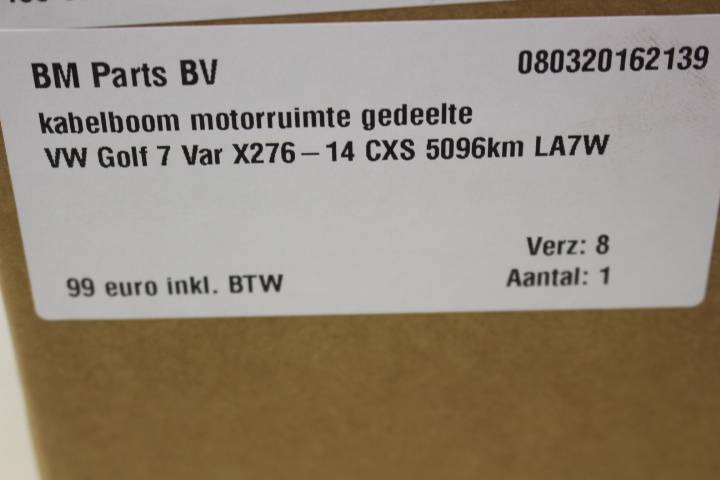 BM Parts BV
080320162139
kabelboom motorruimte gedeelte
VW Golf 7 Var X276-14 CXS 5096km LA7W
Verz: 8
99 euro inkl. BTW
Aantal: 1